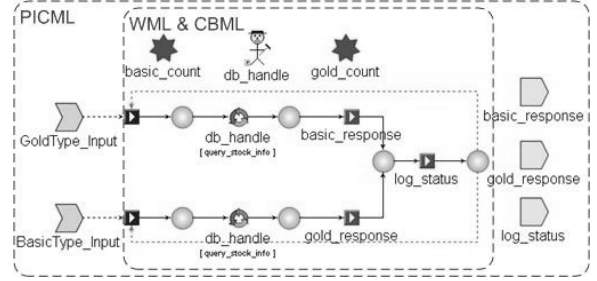 PICML
WML & CBML
basic_count
db_handle
gold_count
GoldType_Input
db_handle
[ query_stock_info ]
basic_response
basic_response
log_status
gold_response
BasicType_Input
db_handle
[ query_stock_info ]
gold_response
log_status